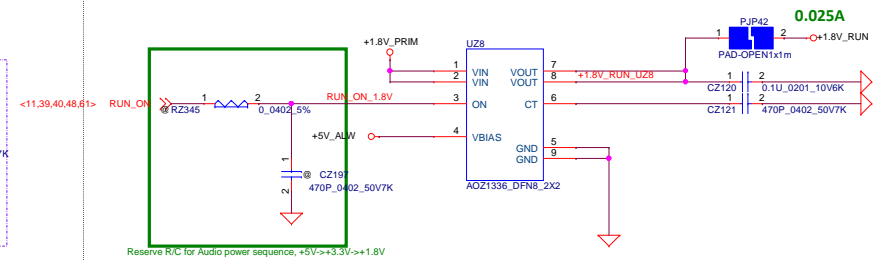 0.025A
PJP42
1 2
+1.8V_RUN
PAD-OPEN1x1m
+1.8V_PRIM
UZ8
1 VIN VOUT 7
2 VIN VOUT 8
+1.8V_RUN_UZ8
CZ120 1 2 0.1U_0201_10V6K
<11,39,40,48,61> RUN_ON
@ RZ345 1 2 0_0402_5%
RUN_ON_1.8V
3 ON CT 6
CZ121 1 2 470P_0402_50V7K
+5V_ALW
4 VBIAS
GND 5
GND 9
AOZ1336_DFN8_2X2
1
@ CZ197
2
470P_0402_50V7K
K
Reserve R/C for Audio power sequence, +5V->+3.3V->+1.8V